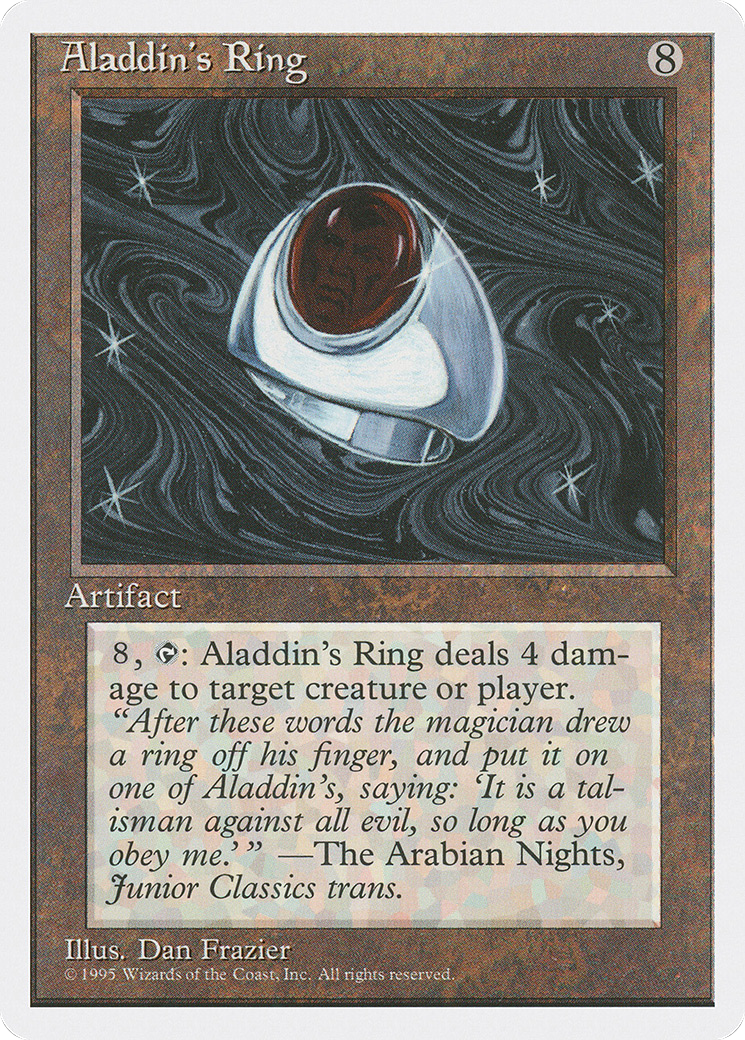 Aladdin's Ring 8
Artifact
8, : Aladdin's Ring deals 4 dam-
age to target creature or player.
"After these words the magician drew
a ring off his finger, and put it on
one of Aladdin's, saying: 'It is a tal-
isman against all evil, so long as you
obey me.' " —The Arabian Nights,
Junior Classics trans.
Illus. Dan Frazier
© 1995 Wizards of the Coast, Inc. All rights reserved.